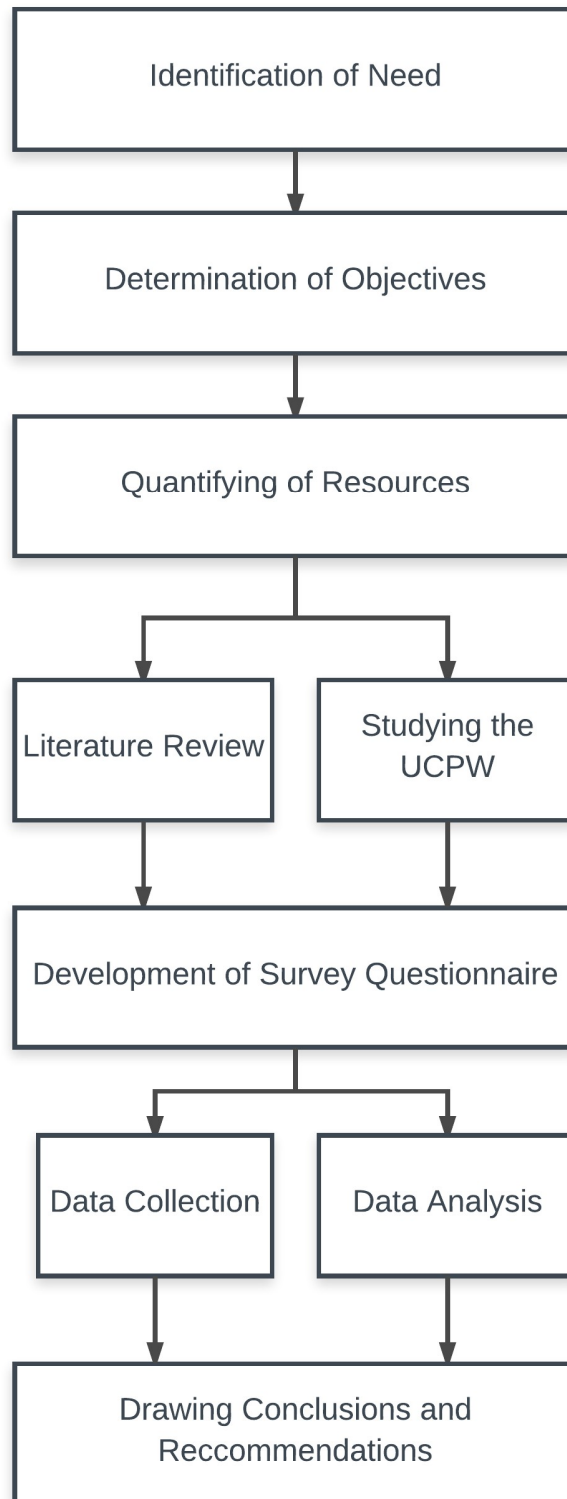 Identification of Need
Determination of Objectives
Quantifying of Resources
Literature Review
Studying the
UCPW
Development of Survey Questionnaire
Data Collection
Data Analysis
Drawing Conclusions and
Reccommendations